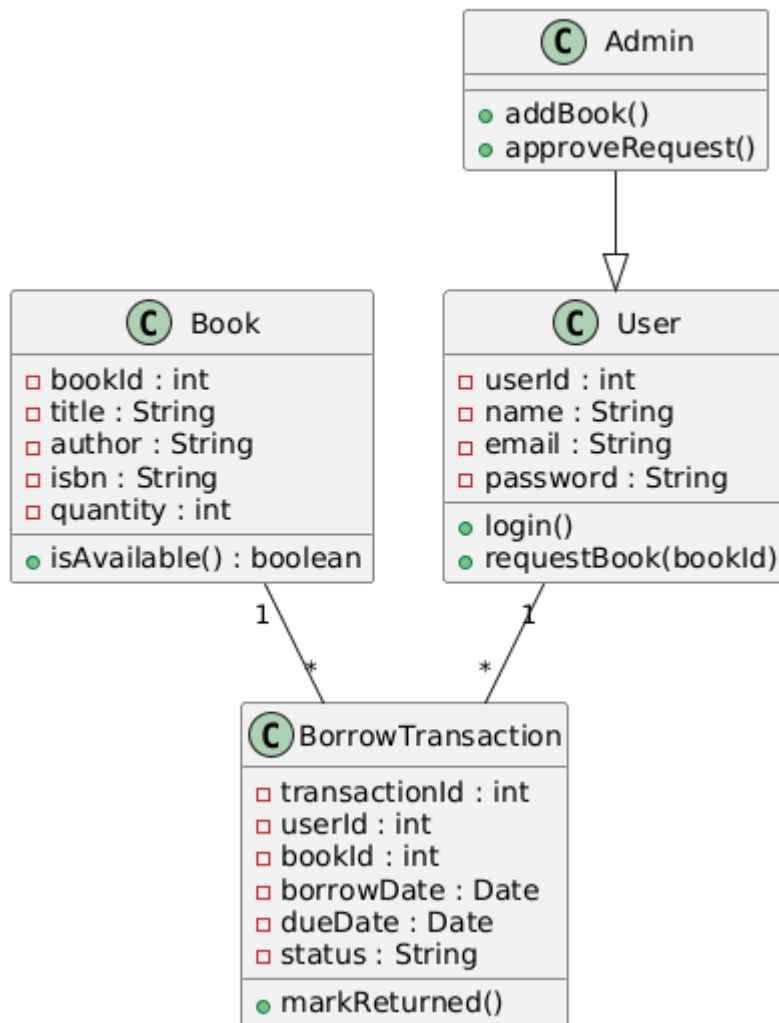 C Admin
addBook()
approveRequest()
C Book
bookId : int
title : String
author : String
isbn : String
quantity : int
isAvailable() : boolean
C User
userId : int
name : String
email : String
password : String
login()
requestBook(bookId)
1
*
1
*
C BorrowTransaction
transactionId : int
userId : int
bookId : int
borrowDate : Date
dueDate : Date
status : String
markReturned()